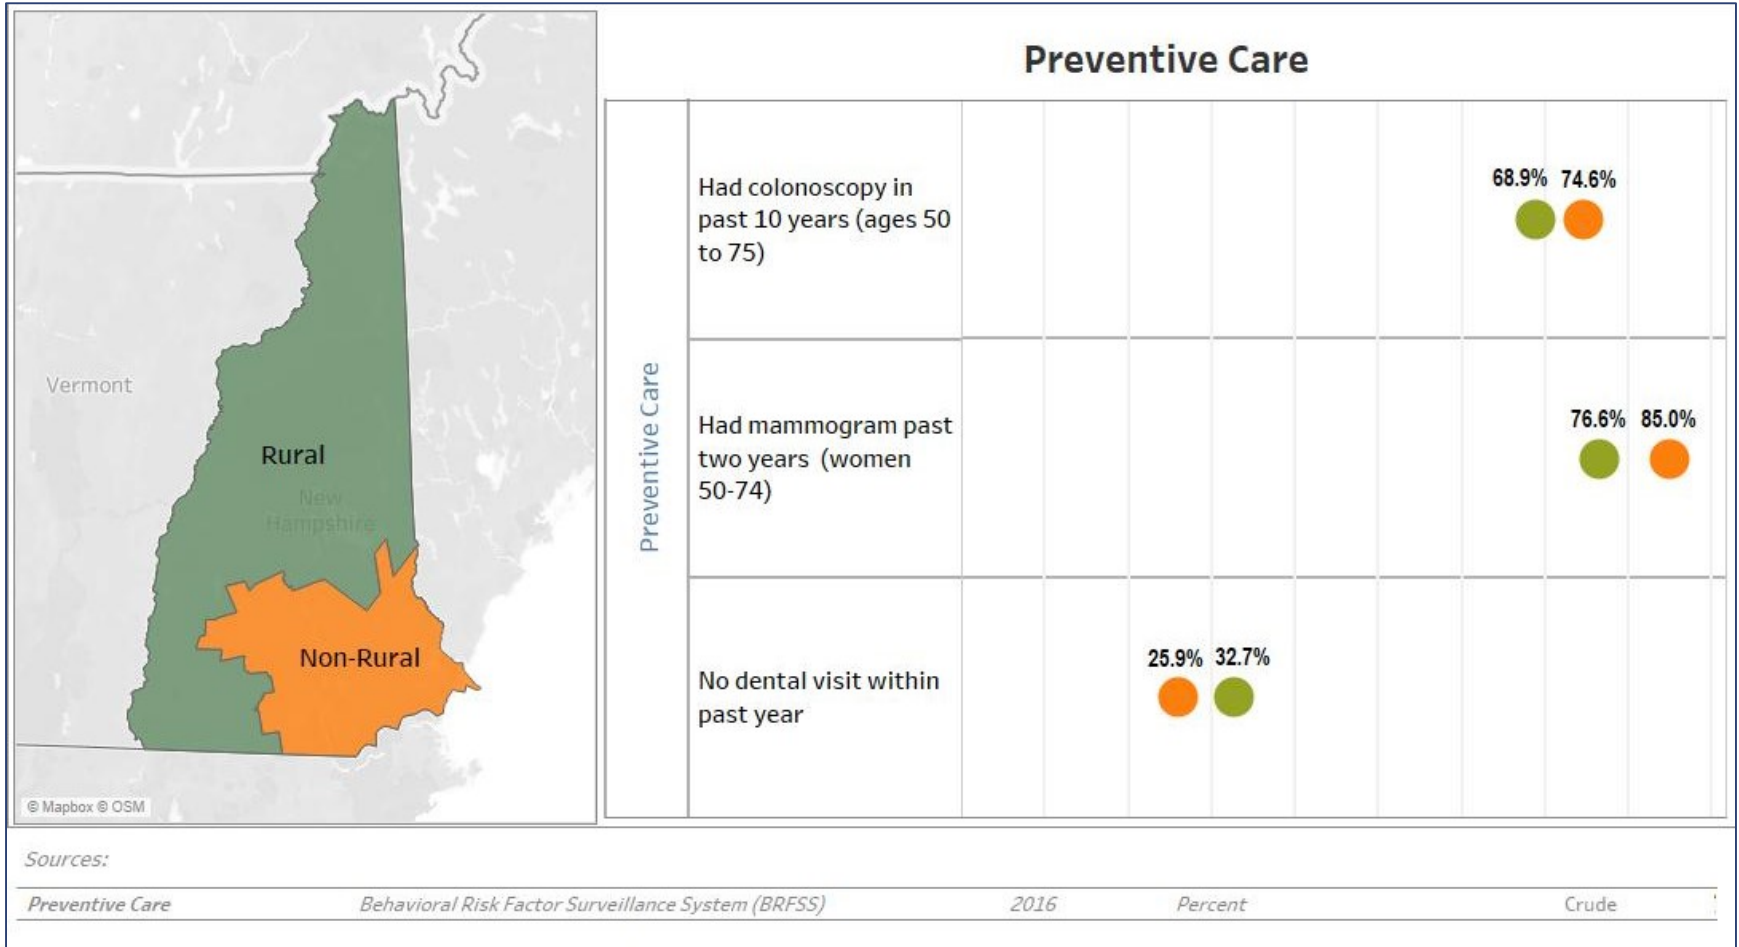 Preventive Care
Vermont
Rural
New
Hampshire
Non-Rural
© Mapbox © OSM
Preventive Care
Had colonoscopy in
past 10 years (ages 50
to 75)
68.9% 74.6%
Had mammogram past
two years (women
50-74)
76.6% 85.0%
No dental visit within
past year
25.9% 32.7%
Sources:
Preventive Care Behavioral Risk Factor Surveillance System (BRFSS) 2016 Percent Crude